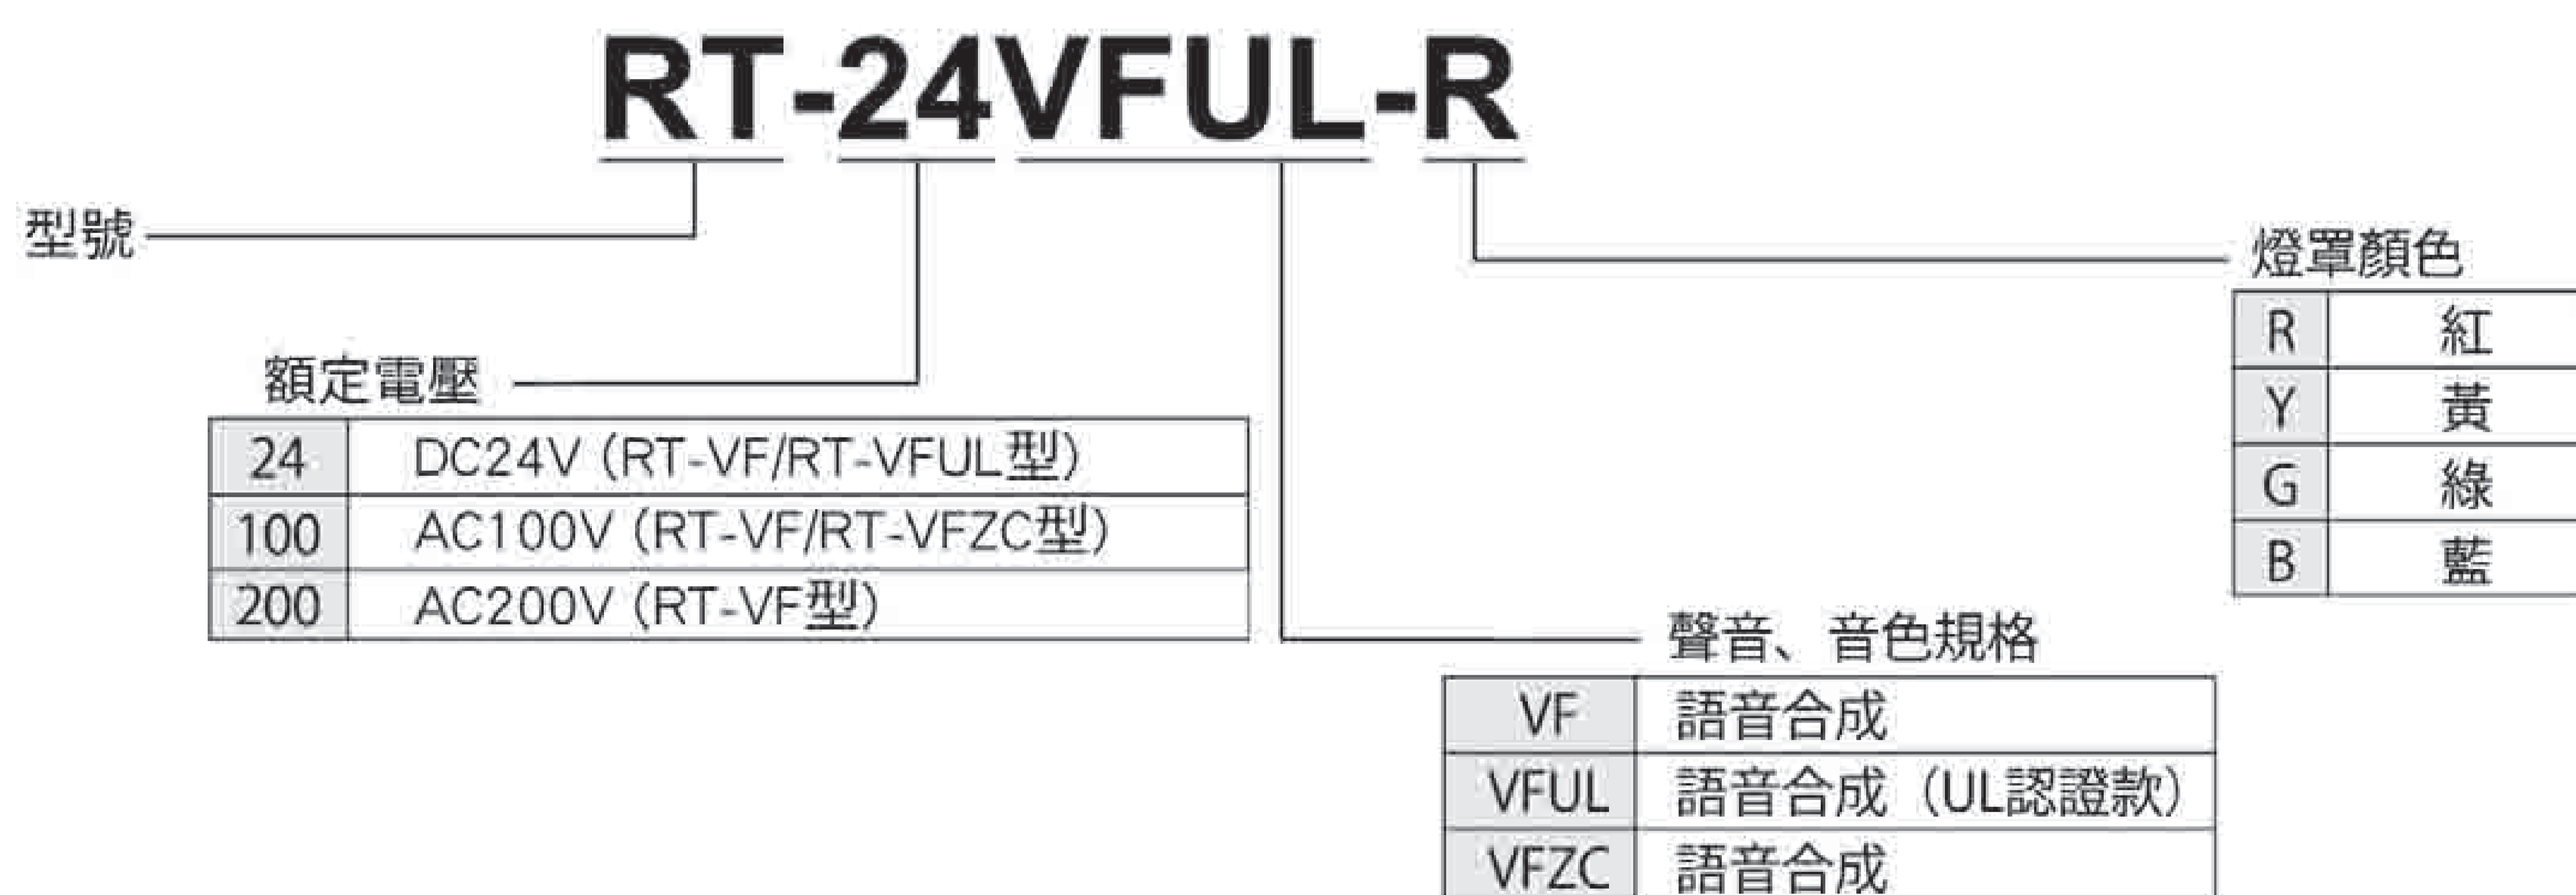 RT-24VFUL-R
型號
燈罩顏色
R 紅
Y 黃
G 綠
B 藍
額定電壓
24 DC24V (RT-VF/RT-VFUL型)
100 AC100V (RT-VF/RT-VFZC型)
200 AC200V (RT-VF型)
聲音、音色規格
VF 語音合成
VFUL 語音合成 (UL認證款)
VFZC 語音合成